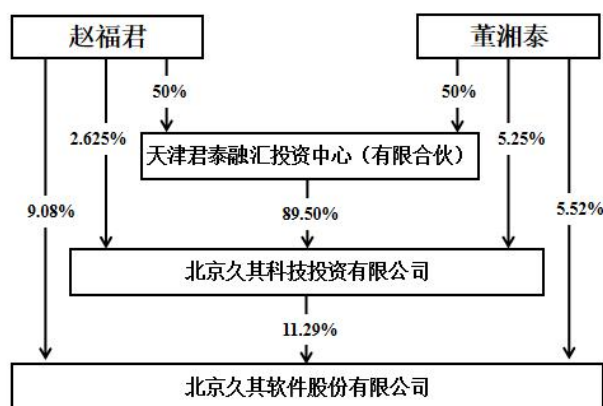 赵福君
董湘泰
50%
50%
2.625%
5.25%
天津君泰融汇投资中心（有限合伙）
9.08%
89.50%
5.52%
北京久其科技投资有限公司
11.29%
北京久其软件股份有限公司